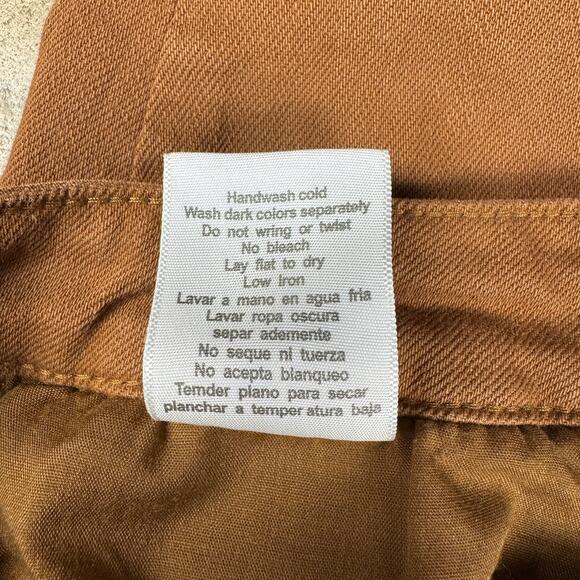 Handwash cold
Wash dark colors separately
Do not wring or twist
No bleach
Lay flat to dry
Low Iron
Lavar a mano en agua fria
Lavar ropa oscura
separ ademente
No seque ni tuerza
No acepta blanqueo
Temder plano para secar
planchar a temper atura baja